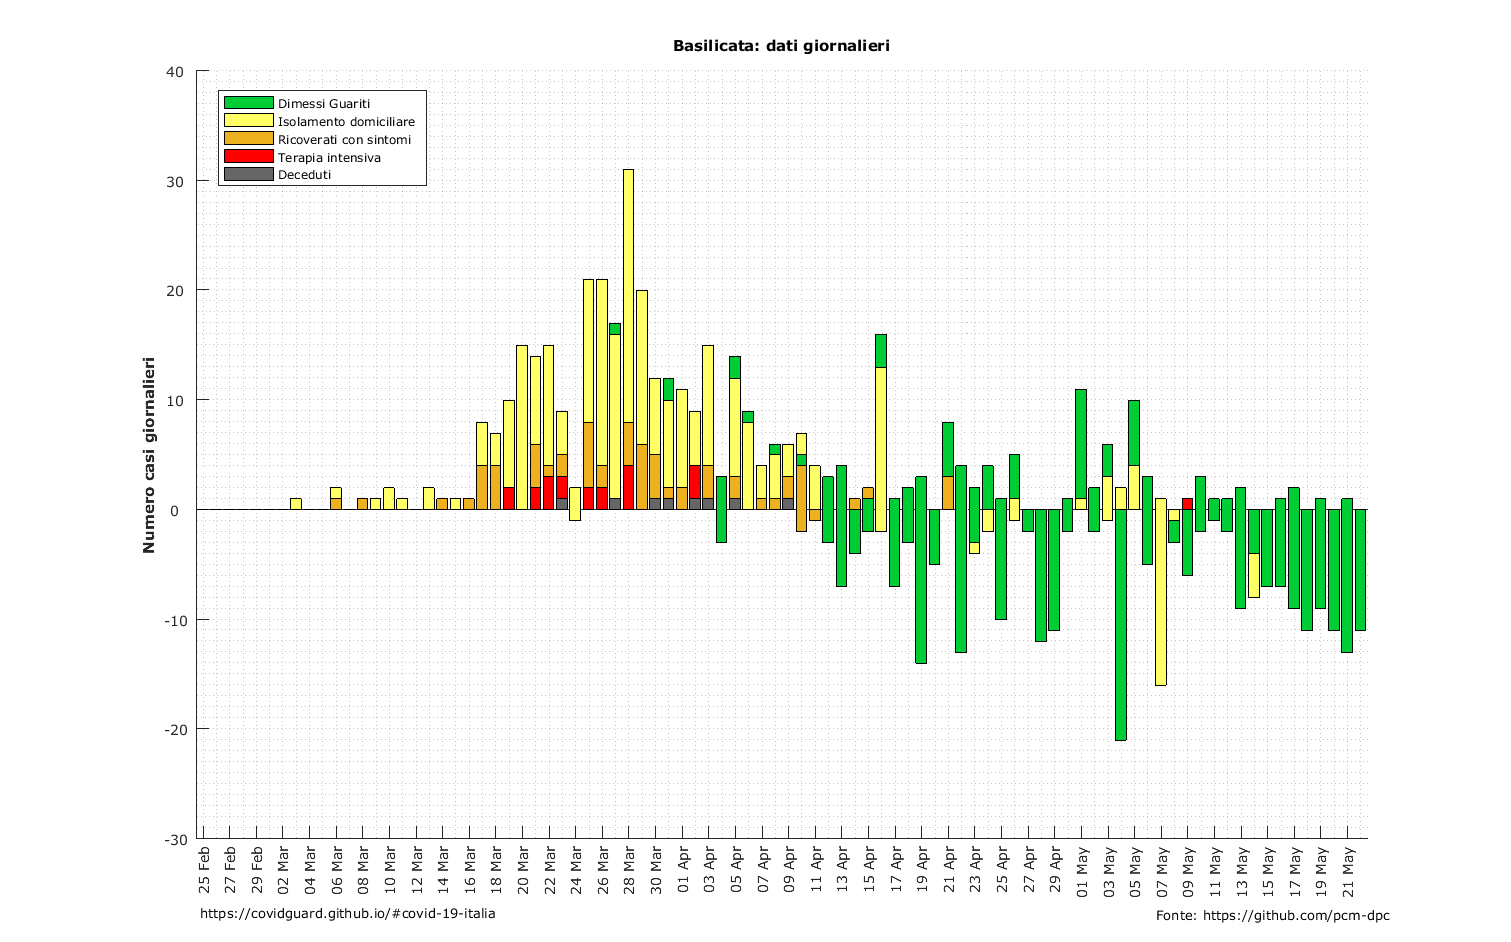 Basilicata: dati giornalieri
40
30
20
10
0
-10
-20
-30
Numero casi giornalieri
Dimessi Guariti
Isolamento domiciliare
Ricoverati con sintomi
Terapia intensiva
Deceduti
25 Feb
27 Feb
29 Feb
02 Mar
04 Mar
06 Mar
08 Mar
10 Mar
12 Mar
14 Mar
16 Mar
18 Mar
20 Mar
22 Mar
24 Mar
26 Mar
28 Mar
30 Mar
01 Apr
03 Apr
05 Apr
07 Apr
09 Apr
11 Apr
13 Apr
15 Apr
17 Apr
19 Apr
21 Apr
23 Apr
25 Apr
27 Apr
29 Apr
01 May
03 May
05 May
07 May
09 May
11 May
13 May
15 May
17 May
19 May
21 May
https://covidguard.github.io/#covid-19-italia
Fonte: https://github.com/pcm-dpc